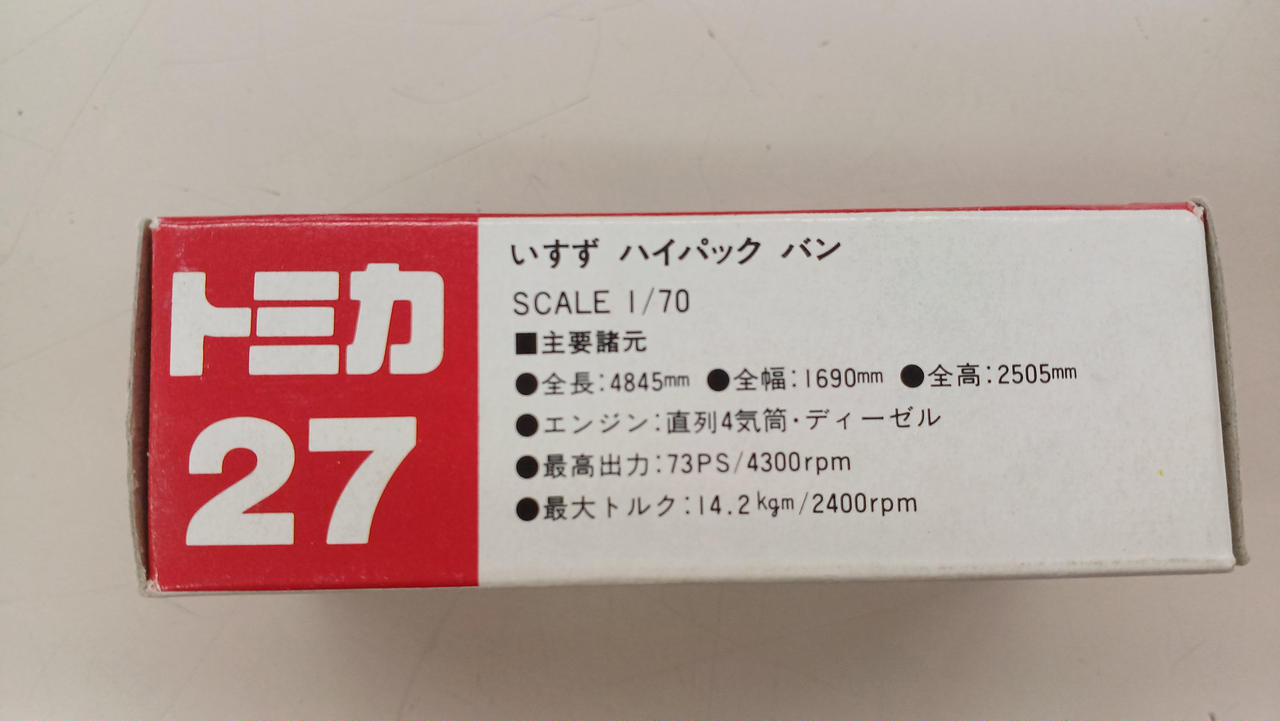 トミカ
27
いすず ハイパック バン
SCALE 1/70
■主要諸元
●全長:4845mm ●全幅:1690mm ●全高:2505mm
●エンジン:直列4気筒・ディーゼル
●最高出力:73PS/4300rpm
●最大トルク:14.2kgm/2400rpm